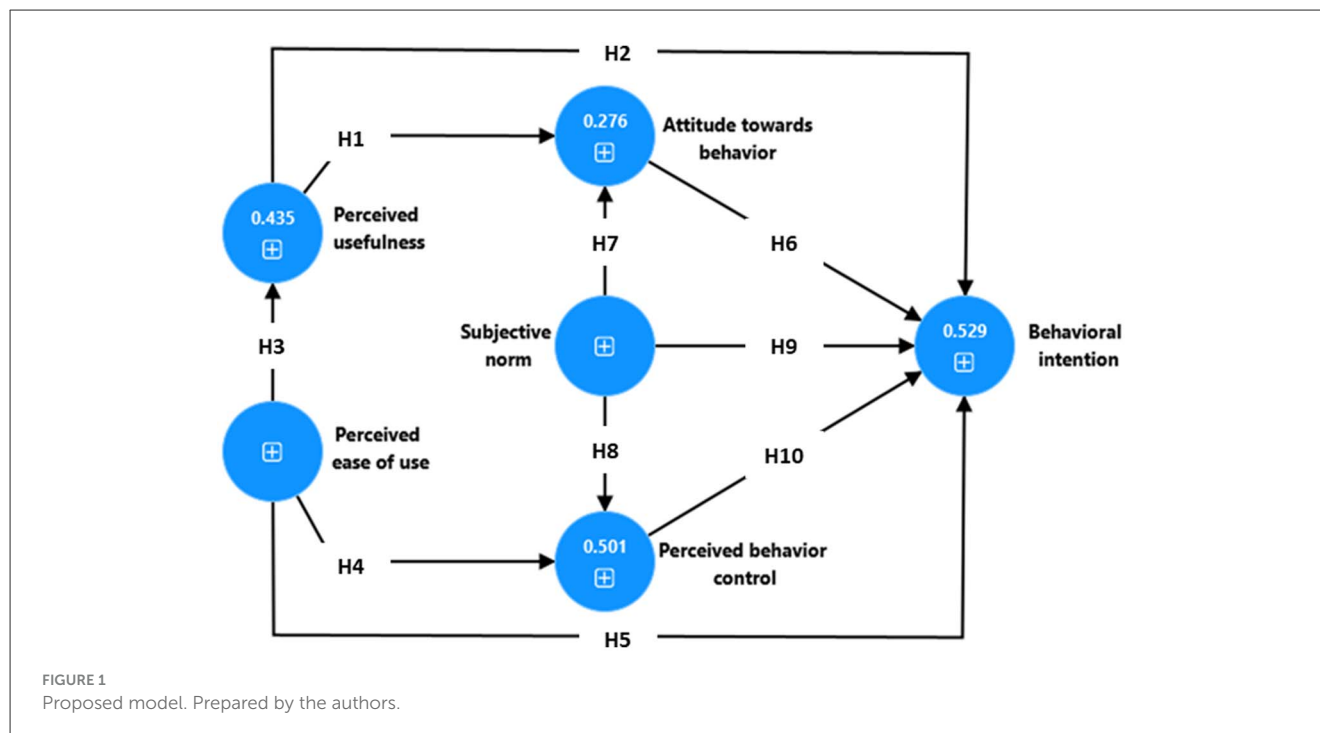 H2
0.276
Attitude towards
behavior
H1
0.435
Perceived
usefulness
H7
H6
Subjective
norm
H9
0.529
Behavioral
intention
H3
Perceived
ease of use
H8
H10
0.501
Perceived behavior
control
H4
H5
FIGURE 1
Proposed model. Prepared by the authors.